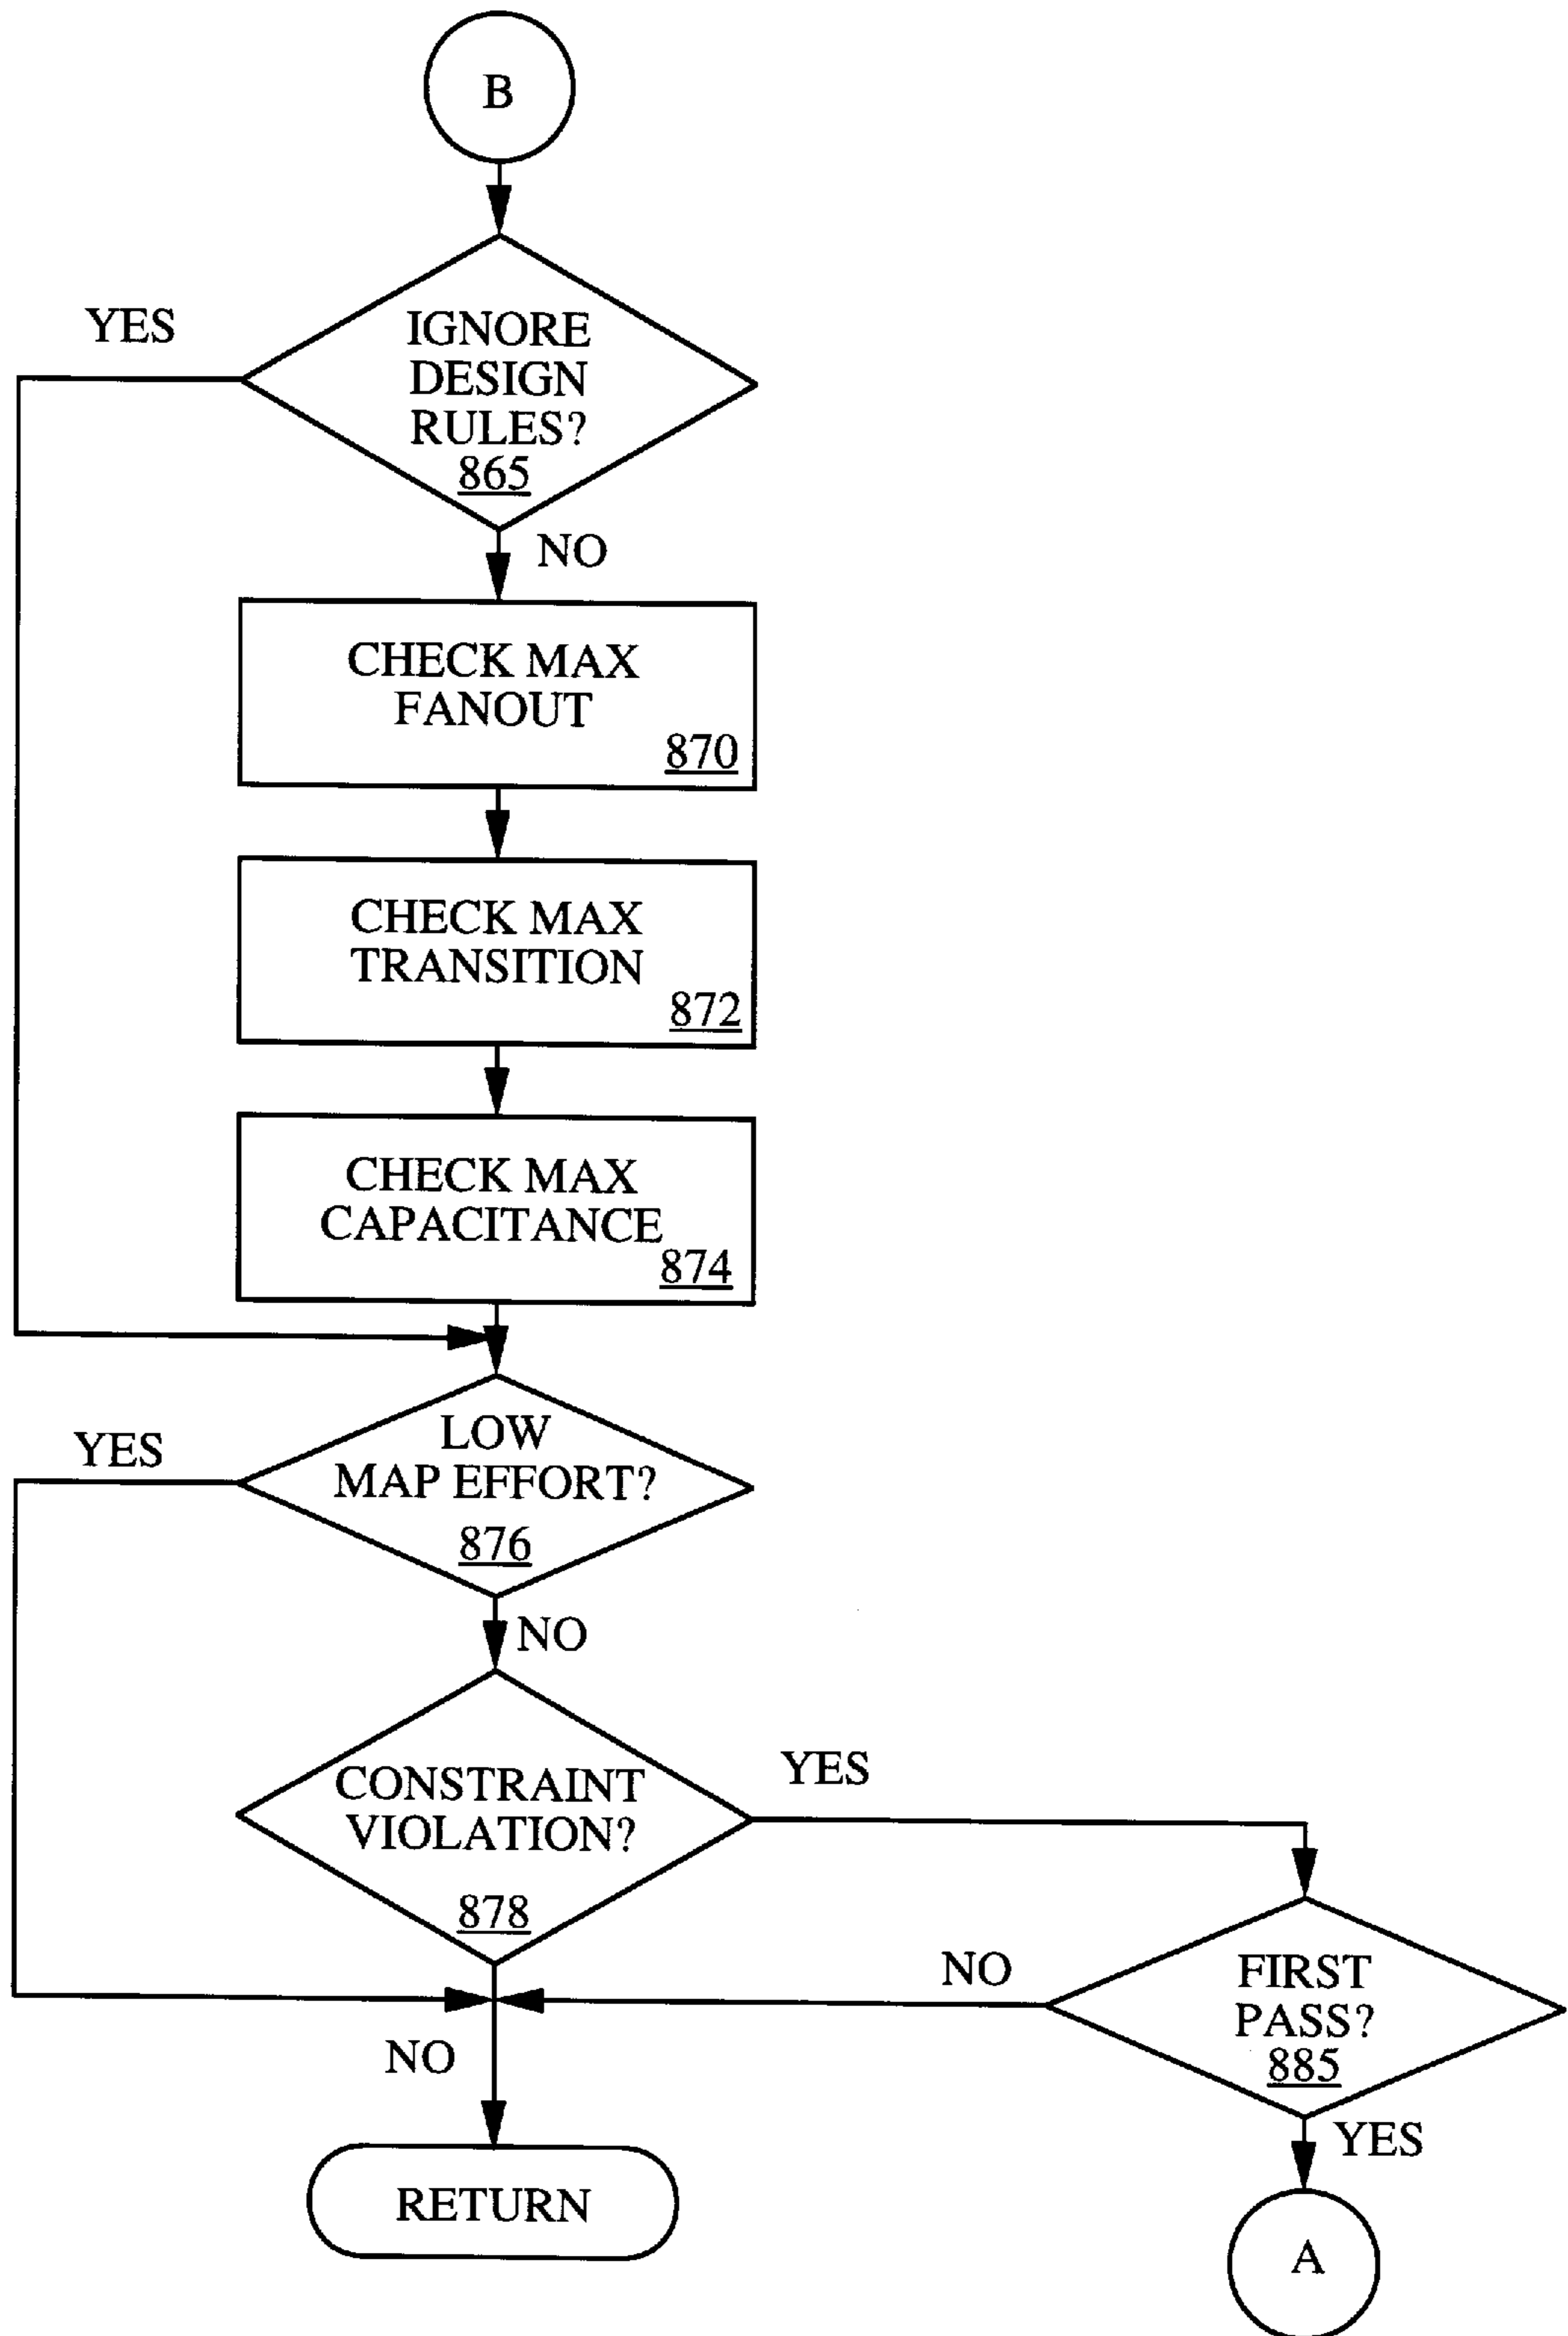 B
YES
IGNORE
DESIGN
RULES?
865
NO
CHECK MAX
FANOUT
870
CHECK MAX
TRANSITION
872
CHECK MAX
CAPACITANCE
874
YES
LOW
MAP EFFORT?
876
NO
CONSTRAINT
VIOLATION?
878
YES
NO
FIRST
PASS?
885
NO
YES
RETURN
A